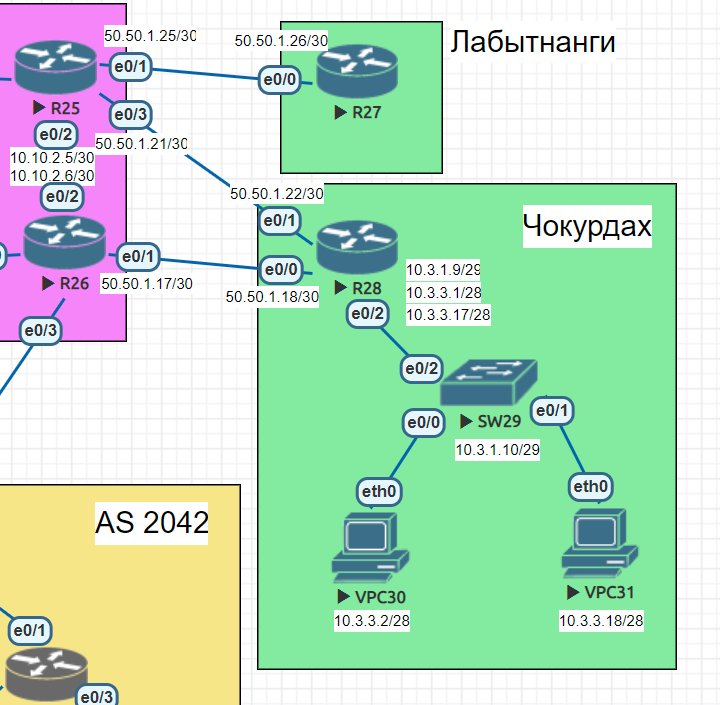 50.50.1.25/30
50.50.1.26/30
Лабытнанги
e0/1
e0/0
R25
R27
e0/3
e0/2
50.50.1.21/30
10.10.2.5/30
10.10.2.6/30
e0/2
50.50.1.22/30
e0/1
Чокурдах
e0/1
e0/0
10.3.1.9/29
R26
50.50.1.17/30
R28
10.3.3.1/28
50.50.1.18/30
10.3.3.17/28
e0/2
e0/3
e0/2
e0/0
SW29
e0/1
10.3.1.10/29
eth0
eth0
AS 2042
VPC30
VPC31
10.3.3.2/28
10.3.3.18/28
e0/1
e0/3